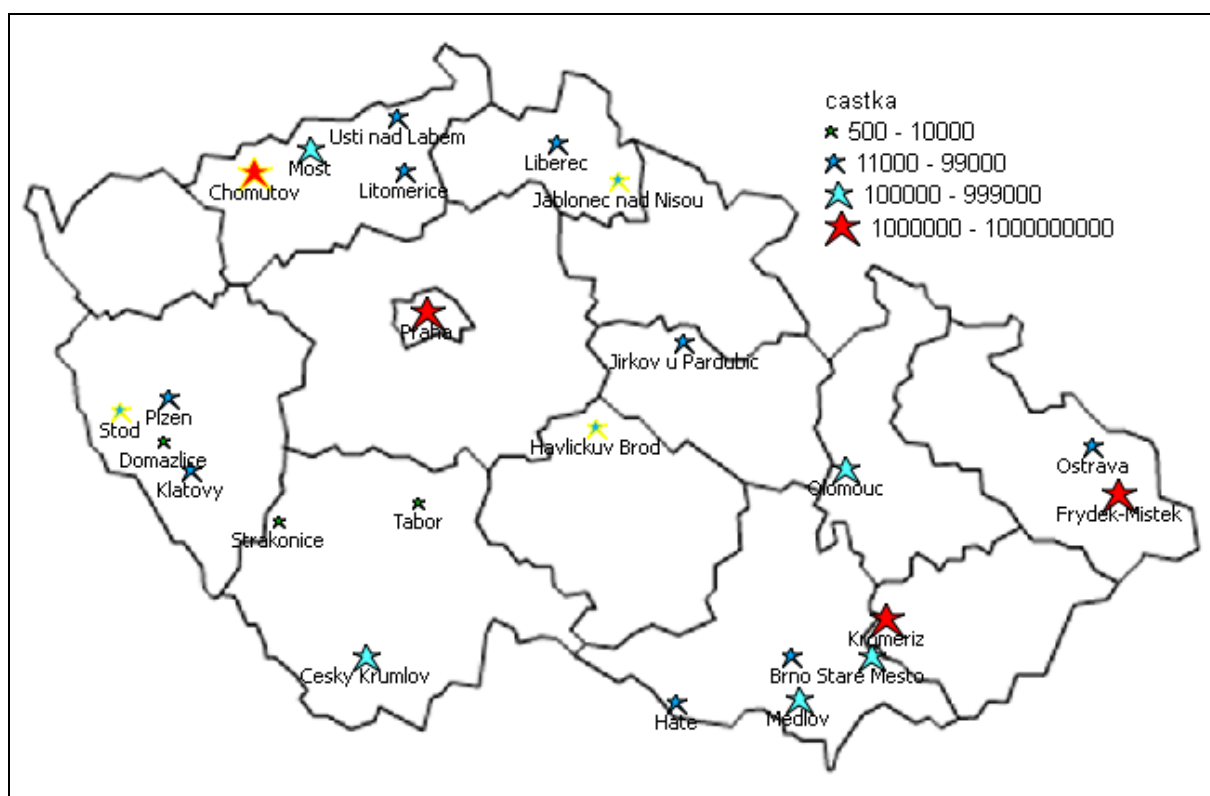 castka
500 - 10000
11000 - 99000
100000 - 999000
1000000 - 1000000000
Usti nad Labem
Most
Liberec
Chomutov
Litomerice
Jablonec nad Nisou
Praha
Jirkov u Pardubic
Stod
Plzen
Havlickuv Brod
Domazlice
Klatovy
Olomouc
Ostrava
Strakonice
Tabor
Frydek-Mistek
Kromeriz
Cesky Krumlov
Brno
Stare Mesto
Hate
Medlov